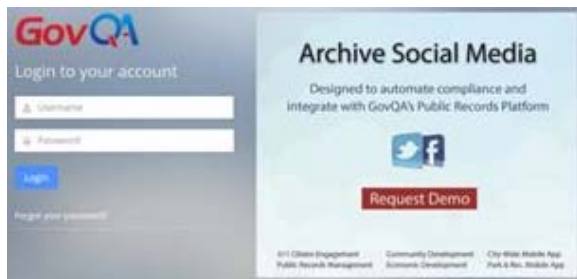 GovQA
Login to your account
Username
Password
Login
Forgot your password?
Archive Social Media
Designed to automate compliance and
integrate with GovQA's Public Records Platform
Request Demo
311 Citizen Engagement
Public Records Management
Community Development
Economic Development
City-Wide Mobile App
Park & Rec. Mobile App